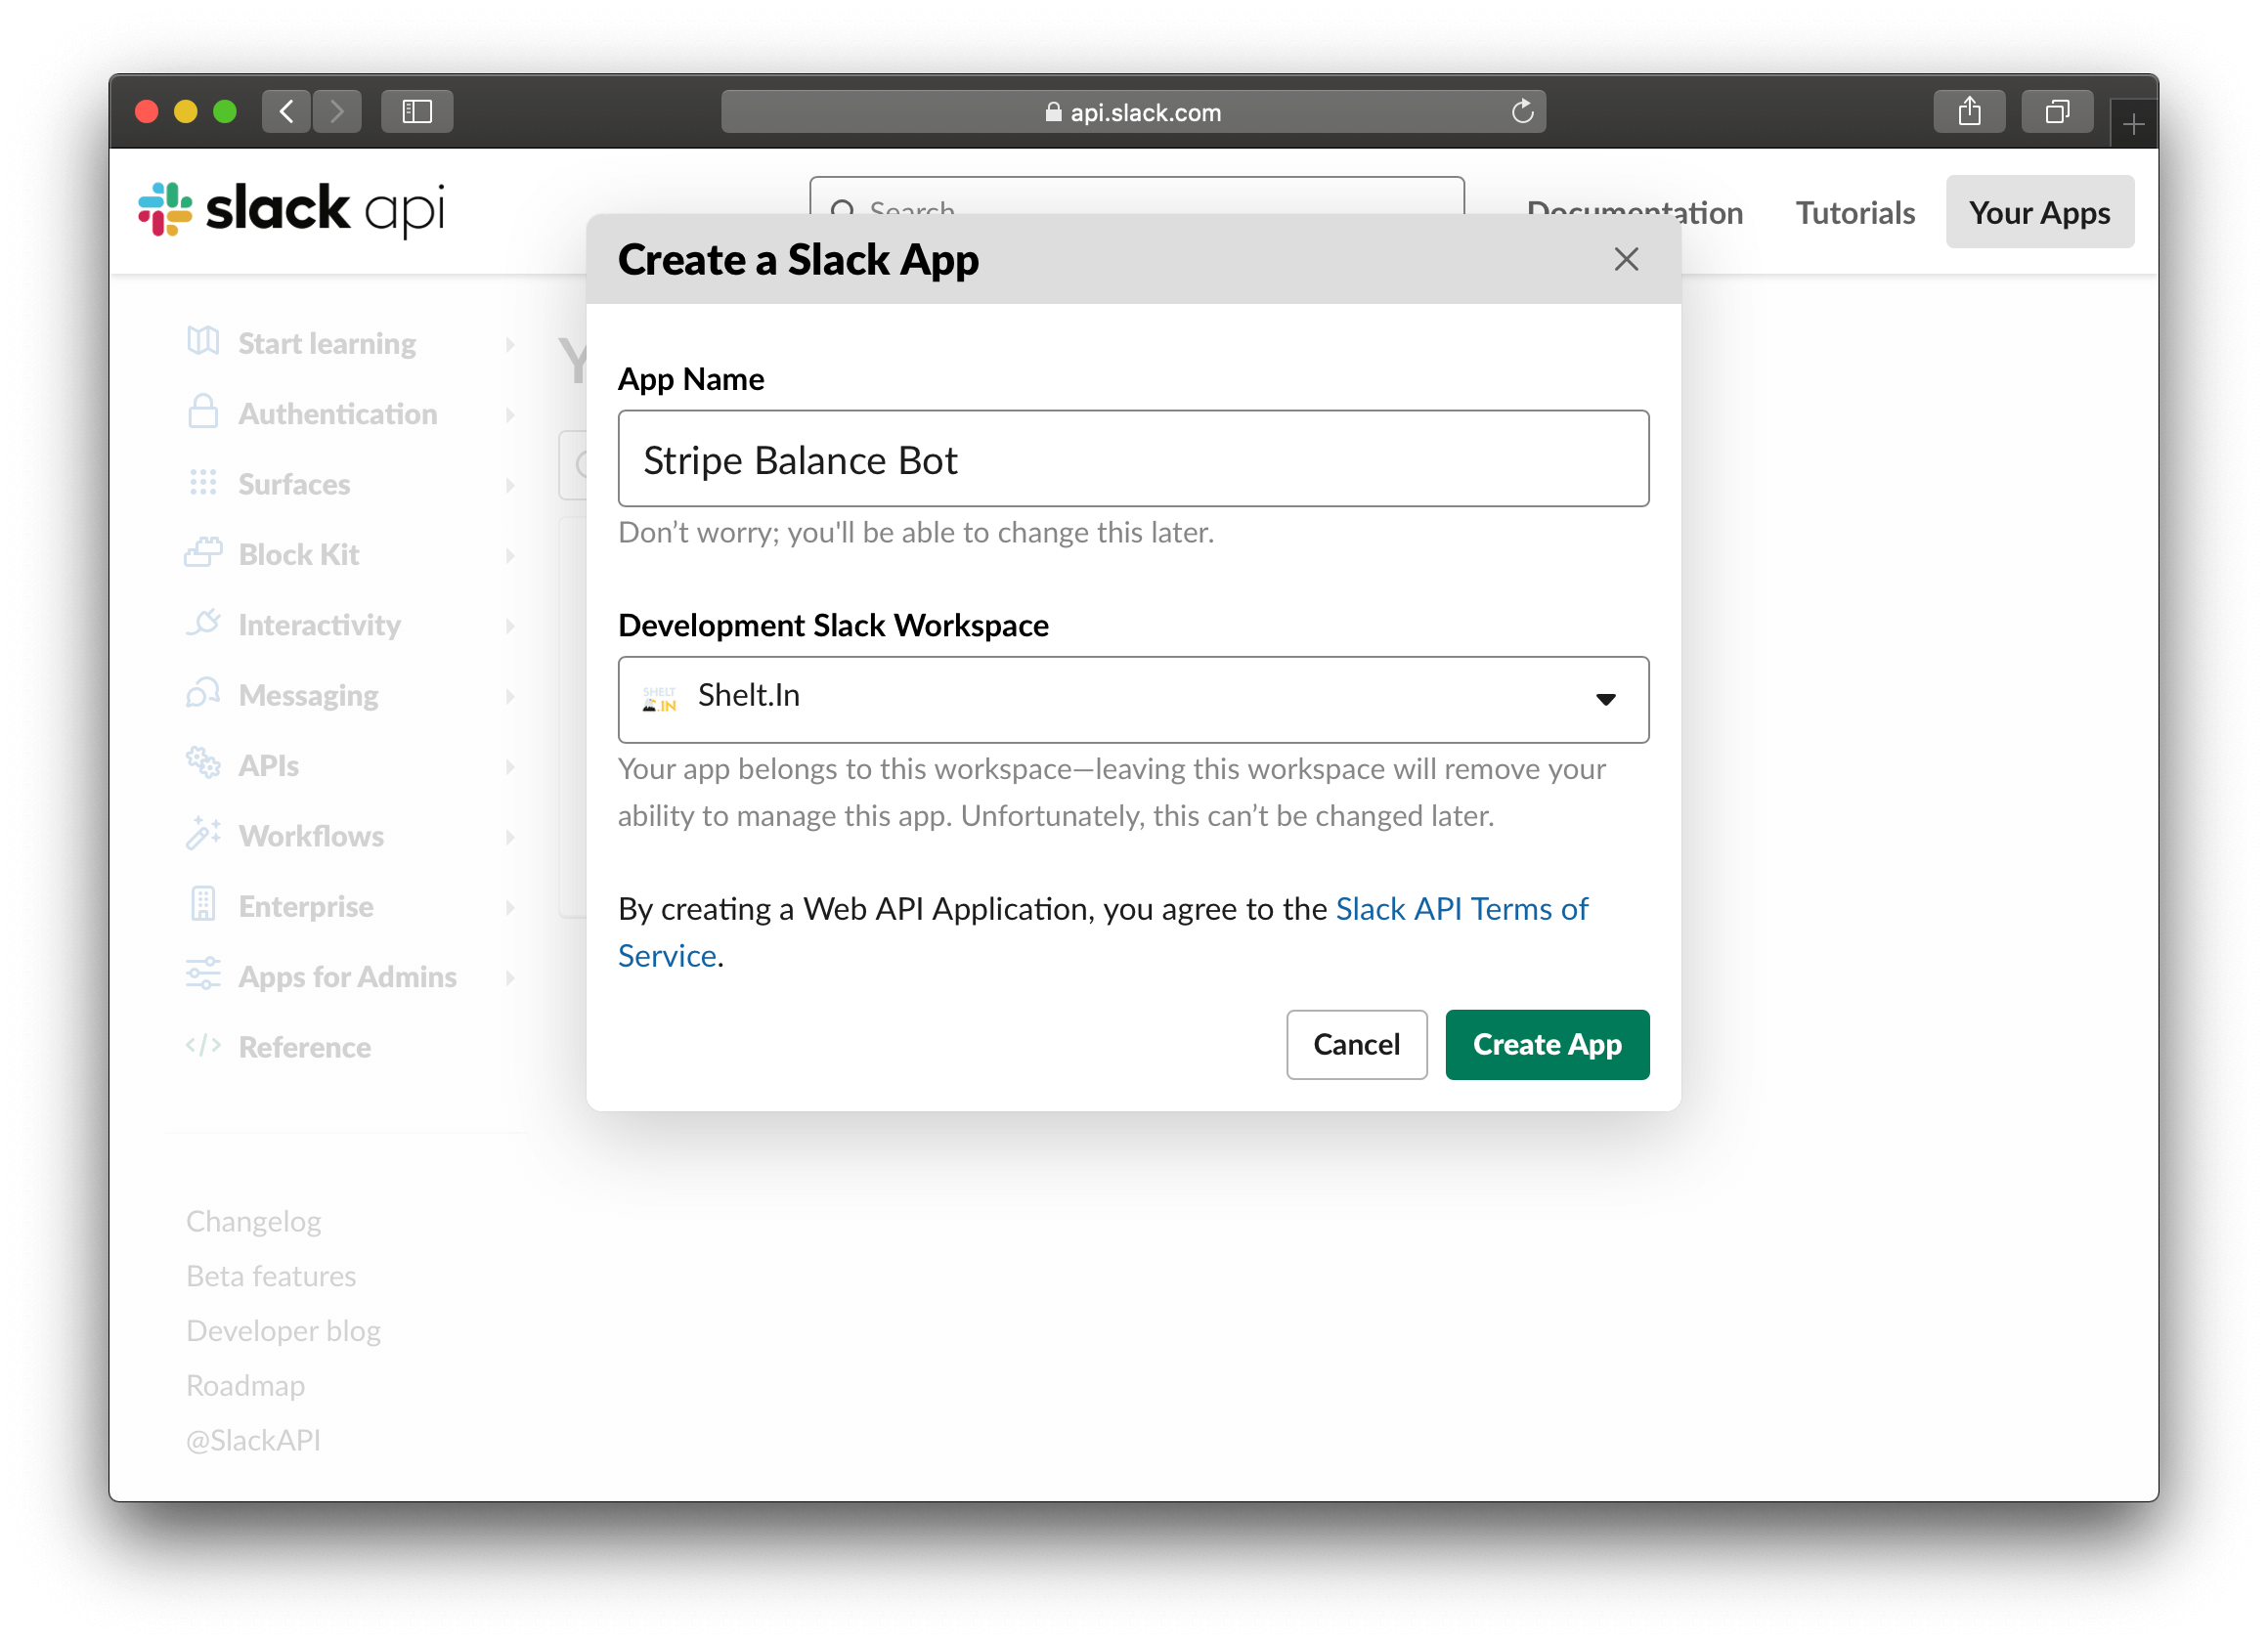 api.slack.com
slack api
Search
Documentation
Tutorials
Your Apps
Create a Slack App
Start learning
Authentication
Surfaces
Block Kit
Interactivity
Messaging
APIs
Workflows
Enterprise
Apps for Admins
Reference
Changelog
Beta features
Developer blog
Roadmap
@SlackAPI
Y
App Name
Stripe Balance Bot
Don’t worry; you'll be able to change this later.
Development Slack Workspace
SHELT
.IN
Shelt.In
Your app belongs to this workspace—leaving this workspace will remove your
ability to manage this app. Unfortunately, this can’t be changed later.
By creating a Web API Application, you agree to the Slack API Terms of
Service.
Cancel
Create App